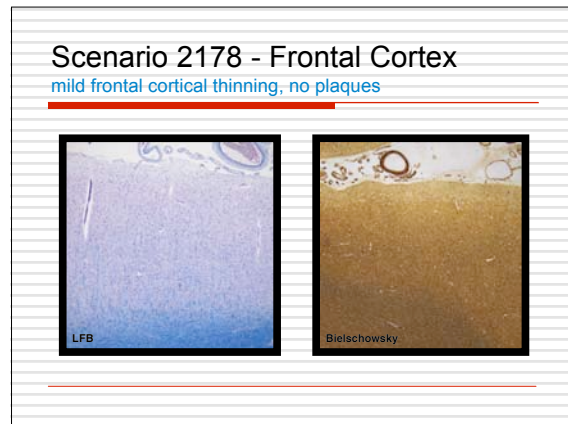 Scenario 2178 - Frontal Cortex
mild frontal cortical thinning, no plaques
LFB
Bielschowsky